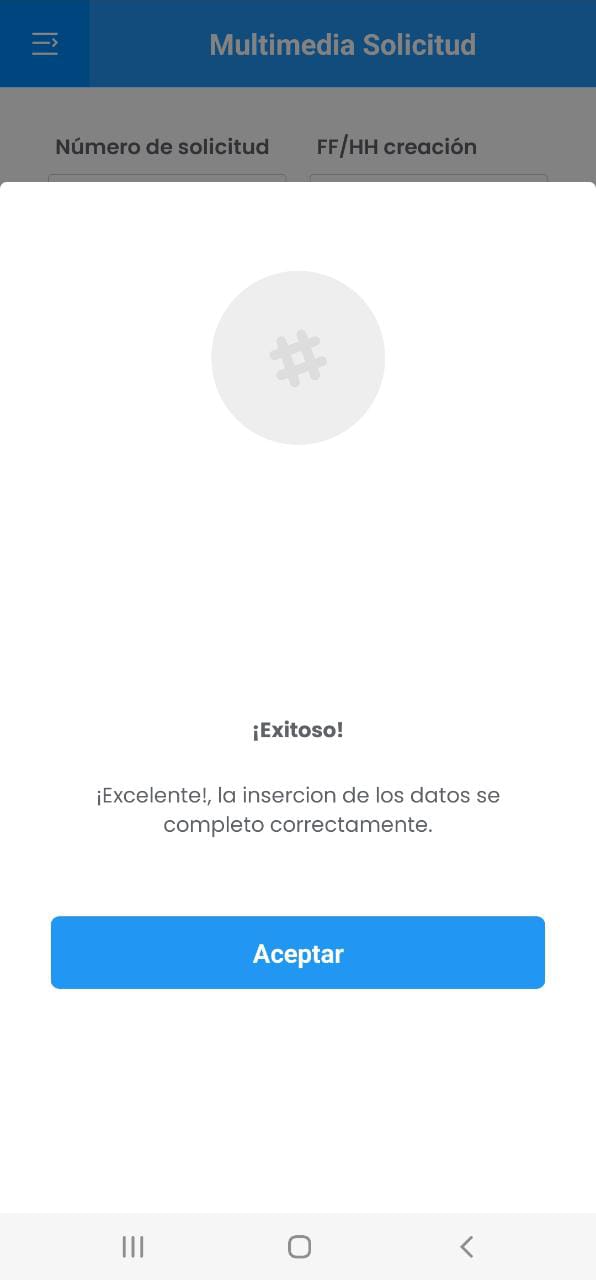 Multimedia Solicitud
Número de solicitud FF/HH creación
¡Exitoso!
¡Excelente!, la insercion de los datos se
completo correctamente.
Aceptar